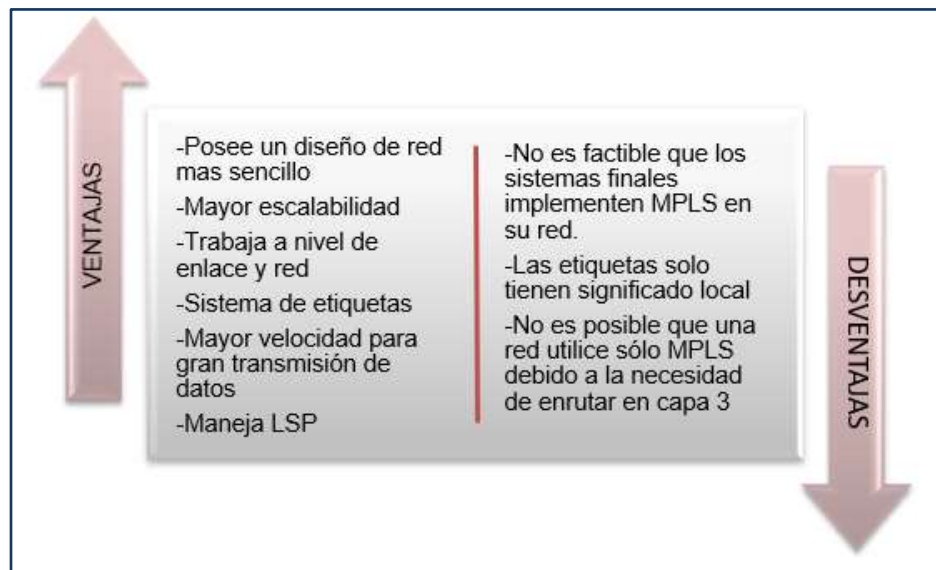 VENTAJAS
-Posee un diseño de red
mas sencillo
-Mayor escalabilidad
-Trabaja a nivel de
enlace y red
-Sistema de etiquetas
-Mayor velocidad para
gran transmisión de
datos
-Maneja LSP
-No es factible que los
sistemas finales
implementen MPLS en
su red.
-Las etiquetas solo
tienen significado local
-No es posible que una
red utilice sólo MPLS
debido a la necesidad
de enrutar en capa 3
DESVENTAJAS